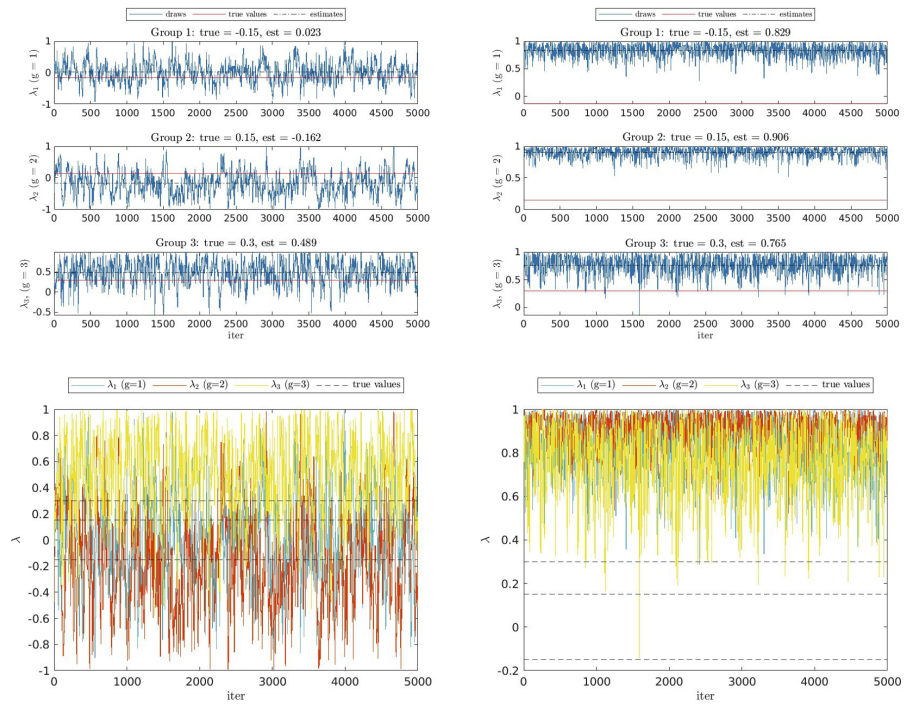 draws true values estimates
Group 1: true = -0.15, est = 0.023
1
0
-1
λ1 (g = 1)
0 500 1000 1500 2000 2500 3000 3500 4000 4500 5000
Group 2: true = 0.15, est = -0.162
1
0
-1
λ2 (g = 2)
0 500 1000 1500 2000 2500 3000 3500 4000 4500 5000
Group 3: true = 0.3, est = 0.489
0.5
0
-0.5
λ3, (g = 3)
0 500 1000 1500 2000 2500 3000 3500 4000 4500 5000
iter
draws true values estimates
Group 1: true = -0.15, est = 0.829
1
0.5
0
λ1 (g = 1)
0 500 1000 1500 2000 2500 3000 3500 4000 4500 5000
Group 2: true = 0.15, est = 0.906
1
0.5
0
λ2 (g = 2)
0 500 1000 1500 2000 2500 3000 3500 4000 4500 5000
Group 3: true = 0.3, est = 0.765
1
0.5
0
λ3, (g = 3)
0 500 1000 1500 2000 2500 3000 3500 4000 4500 5000
iter
λ1 (g=1) λ2 (g=2) λ3 (g=3) true values
1
0.8
0.6
0.4
0.2
0
-0.2
-0.4
-0.6
-0.8
-1
λ
0 1000 2000 3000 4000 5000
iter
λ1 (g=1) λ2 (g=2) λ3 (g=3) true values
1
0.8
0.6
0.4
0.2
0
-0.2
λ
0 1000 2000 3000 4000 5000
iter